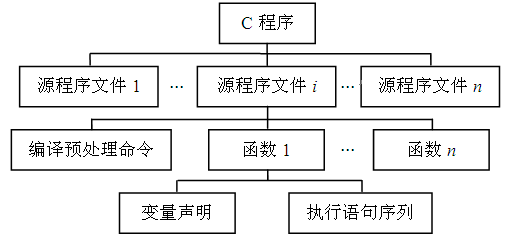 C 程序
源程序文件 1 ··· 源程序文件 i ··· 源程序文件 n
编译预处理命令 函数 1 ··· 函数 n
变量声明 执行语句序列